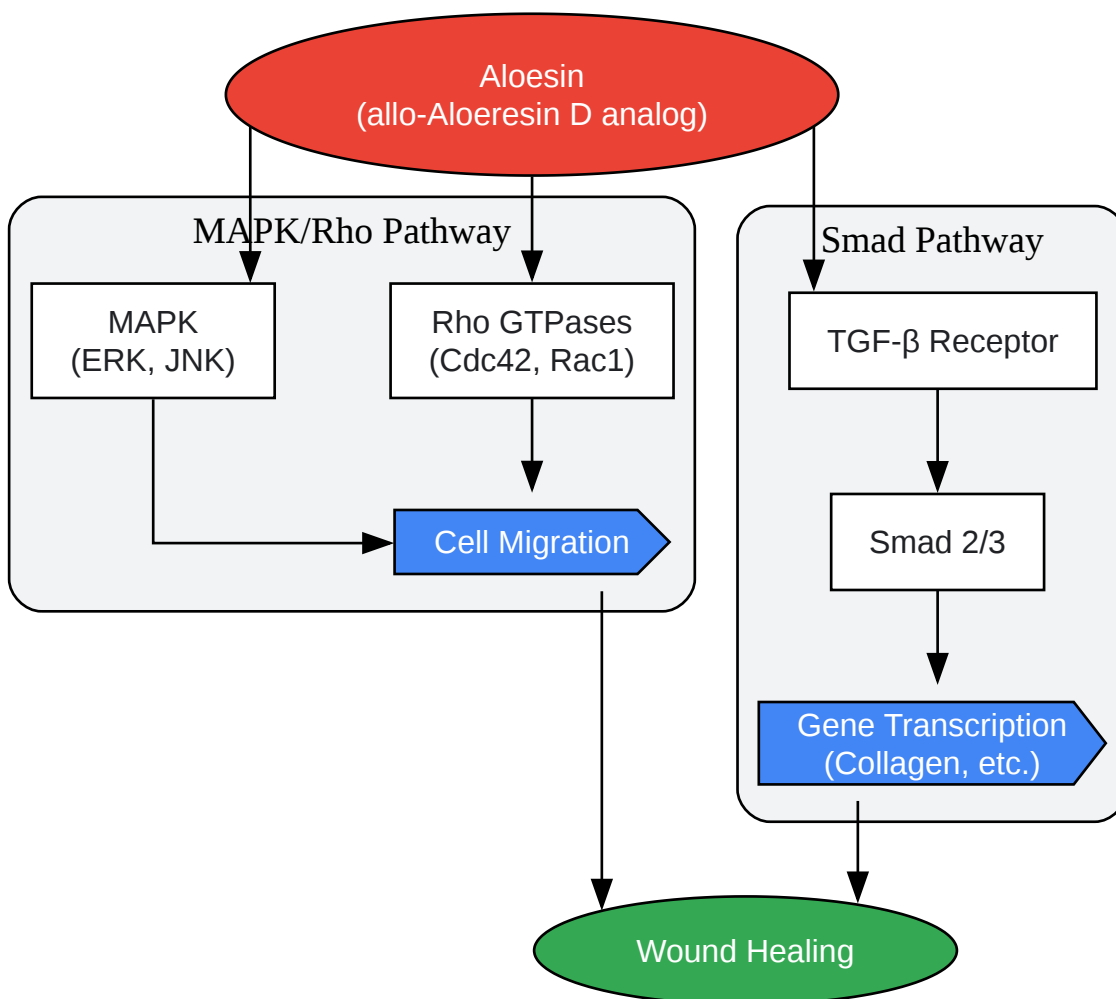 Aloesin
(allo-Aloeresin D analog)
MAPK/Rho Pathway
MAPK
(ERK, JNK)
Rho GTPases
(Cdc42, Rac1)
Cell Migration
Smad Pathway
TGF-β Receptor
Smad 2/3
Gene Transcription
(Collagen, etc.)
Wound Healing